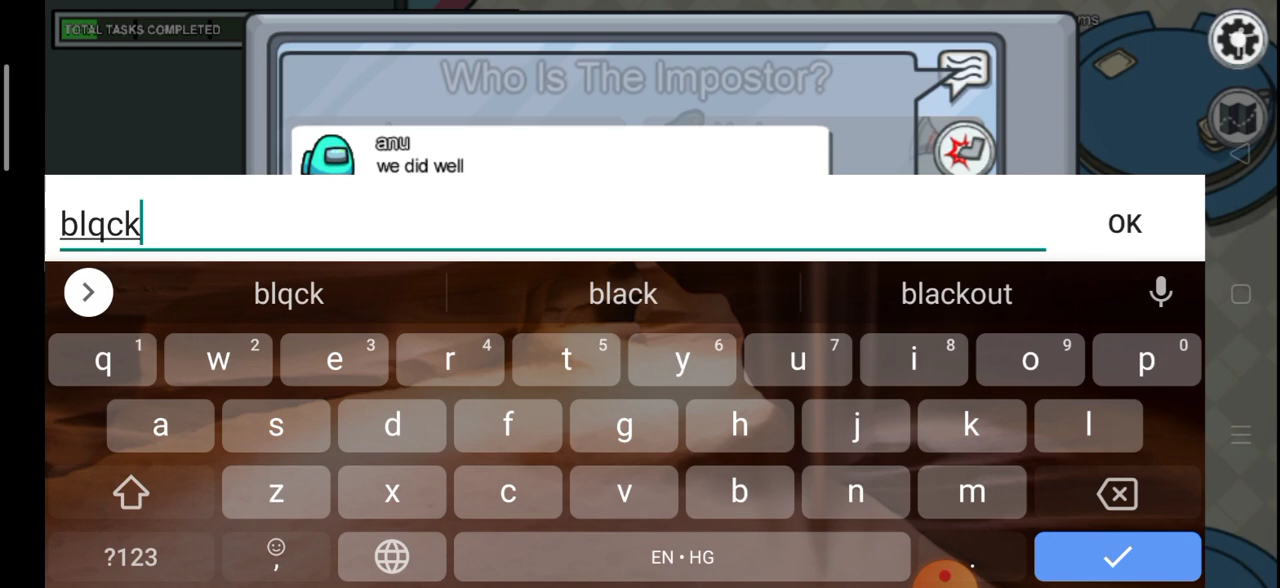 TOTAL TASKS COMPLETED
ms
Who Is The Impostor?
anu
we did well
blqck
OK
blqck black blackout
q 1 w 2 e 3 r 4 t 5 y 6 u 7 i 8 o 9 p 0
a s d f g h j k l
z x c v b n m
?123 , EN • HG .